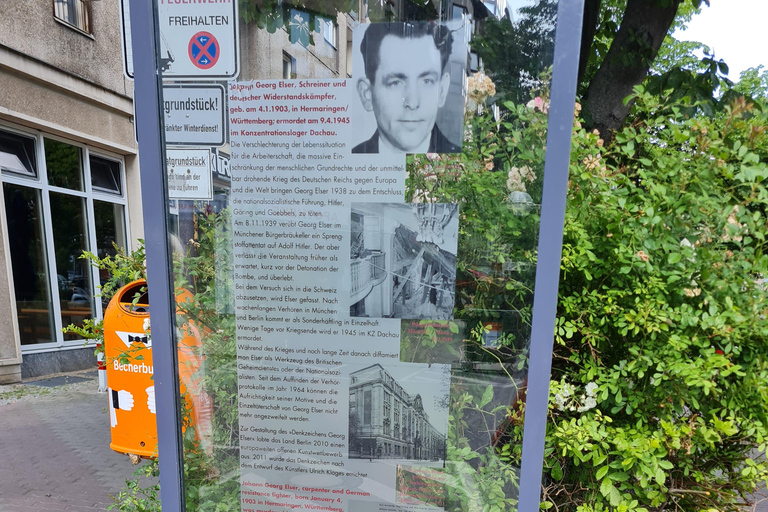 FEUERWEHR
FREIHALTEN
grundstück!
ränkter Winterdienst
rundstück
Becherbu
Johann Georg Elser, Schreiner und
deutscher Widerstandskämpfer,
geb. am 4.1.1903, in Hermaringen/
Württemberg; ermordet am 9.4.1945
im Konzentrationslager Dachau.
Die Verschlechterung der Lebenssituation
für die Arbeiterschaft, die massive Ein-
schränkung der menschlichen Grundrechte und der unmittel-
bar drohende Krieg des Deutschen Reichs gegen Europa
und die Welt bringen Georg Elser 1938 zu dem Entschluss,
die nationalsozialistische Führung, Hitler,
Göring und Goebbels, zu töten.
Am 8.11.1939 verübt Georg Elser im
Münchner Bürgerbräukeller ein Spreng-
stoffattentat auf Adolf Hitler. Der aber
verlässt die Veranstaltung früher als
erwartet, kurz vor der Detonation der
Bombe, und überlebt.
Bei dem Versuch sich in die Schweiz
abzusetzen, wird Elser gefasst. Nach
wochenlangen Verhören in München
und Berlin kommt er als Sonderhäftling in Einzelhaft
Wenige Tage vor Kriegsende wird er 1945 im KZ Dachau
ermordet.
Während des Krieges und noch lange Zeit danach diffamiert
man Elser als Werkzeug des Britischen
Geheimdienstes oder der Nationalsozi-
alisten. Seit dem Auffinden der Verhör-
protokolle im Jahr 1964 können die
Aufrichtigkeit seiner Motive und die
Einzeltäterschaft von Georg Elser nicht
mehr angezweifelt werden.
Zur Gestaltung des »Denkzeichens Georg
Elser« lobte das Land Berlin 2010 einen
europaweiten offenen Kunstwettbewerb
aus. 2011 wurde das Denkzeichen nach
dem Entwurf des Künstlers Ulrich Klages errichtet.
Johann Georg Elser, carpenter and German
resistance fighter, born January 4,
1903 in Hermaringen, Württemberg,